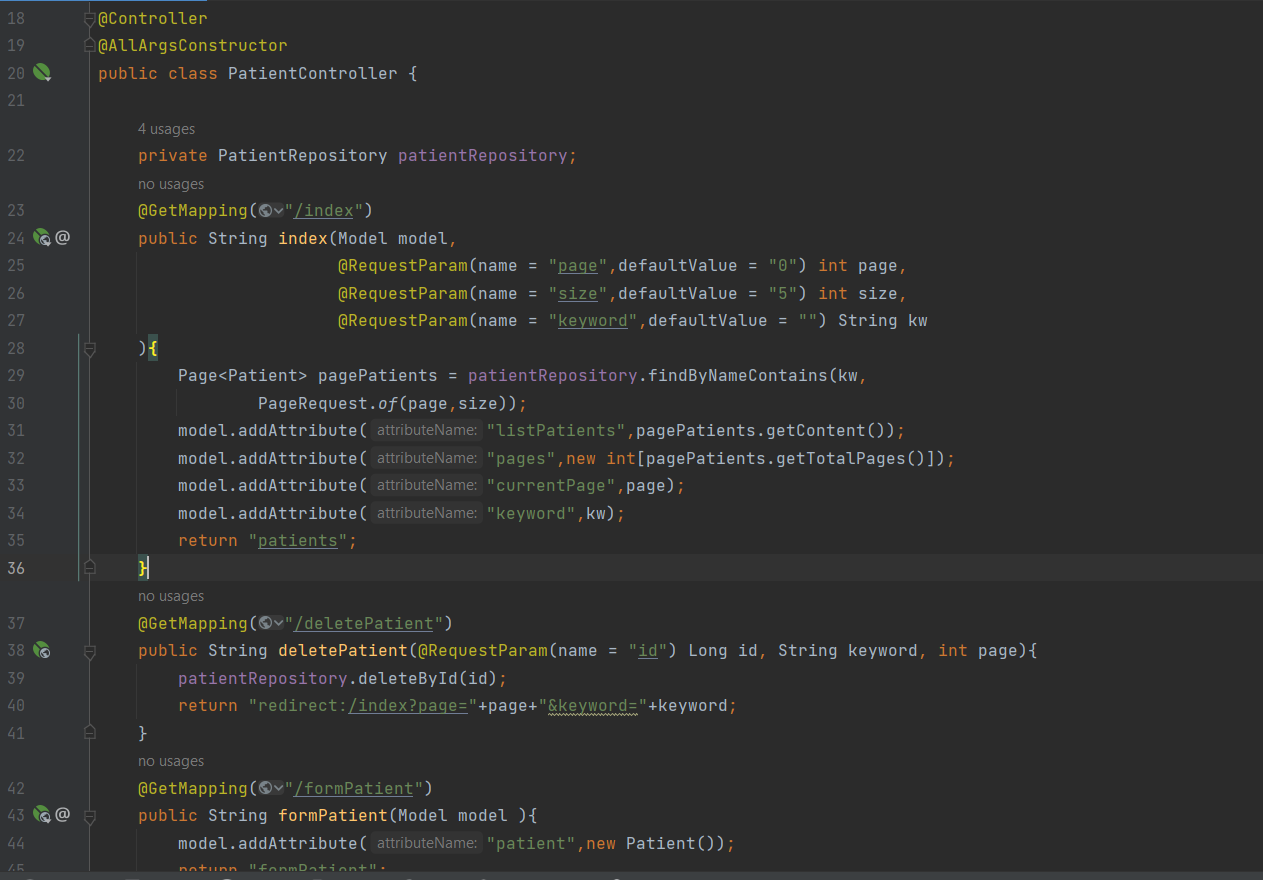 18 @Controller
19 @AllArgsConstructor
20 public class PatientController {
21
4 usages
22 private PatientRepository patientRepository;
no usages
23 @GetMapping("/index")
24 @ public String index(Model model,
25 @RequestParam(name = "page",defaultValue = "0") int page,
26 @RequestParam(name = "size",defaultValue = "5") int size,
27 @RequestParam(name = "keyword",defaultValue = "") String kw
28 ){
29 Page<Patient> pagePatients = patientRepository.findByNameContains(kw,
30 PageRequest.of(page,size));
31 model.addAttribute( attributeName: "listPatients",pagePatients.getContent());
32 model.addAttribute( attributeName: "pages",new int[pagePatients.getTotalPages()]);
33 model.addAttribute( attributeName: "currentPage",page);
34 model.addAttribute( attributeName: "keyword",kw);
35 return "patients";
36 }
no usages
37 @GetMapping("/deletePatient")
38 public String deletePatient(@RequestParam(name = "id") Long id, String keyword, int page){
39 patientRepository.deleteById(id);
40 return "redirect:/index?page="+page+"&keyword="+keyword;
41 }
no usages
42 @GetMapping("/formPatient")
43 @ public String formPatient(Model model ){
44 model.addAttribute( attributeName: "patient",new Patient());
45 return "formPatient";